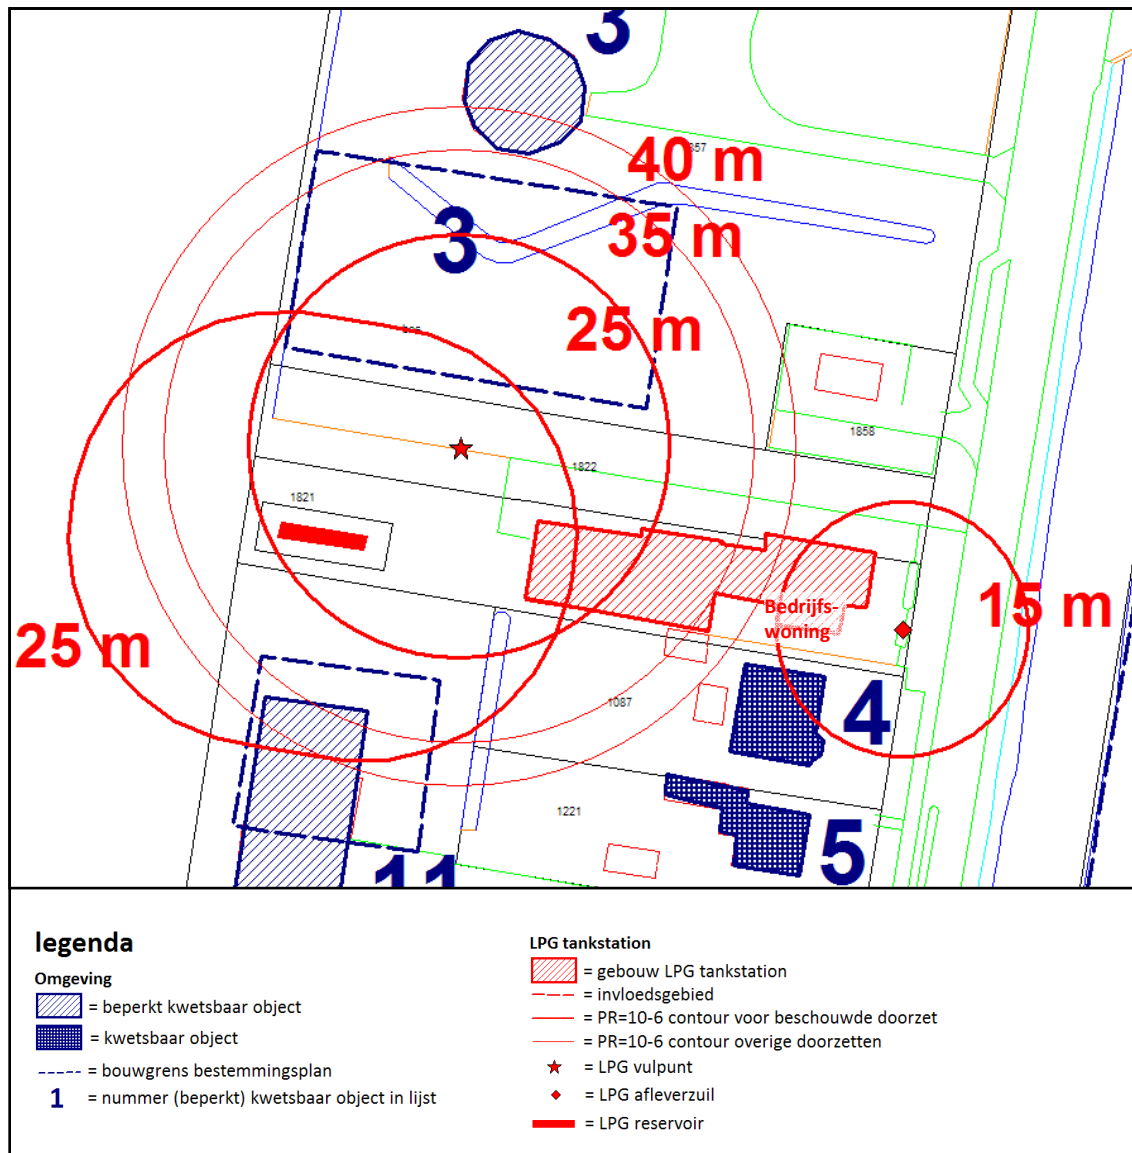 3
40 m
35 m
3
25 m
1858
1822
1821
15 m
Bedrijfs-
woning
25 m
4
1087
1221
5
11
legenda
Omgeving
= beperkt kwetsbaar object
= kwetsbaar object
= bouwgrens bestemmingsplan
1 = nummer (beperkt) kwetsbaar object in lijst
LPG tankstation
= gebouw LPG tankstation
= invloedsgebied
= PR=10-6 contour voor beschouwde doorzet
= PR=10-6 contour overige doorzetten
= LPG vulpunt
= LPG afleverzuil
= LPG reservoir